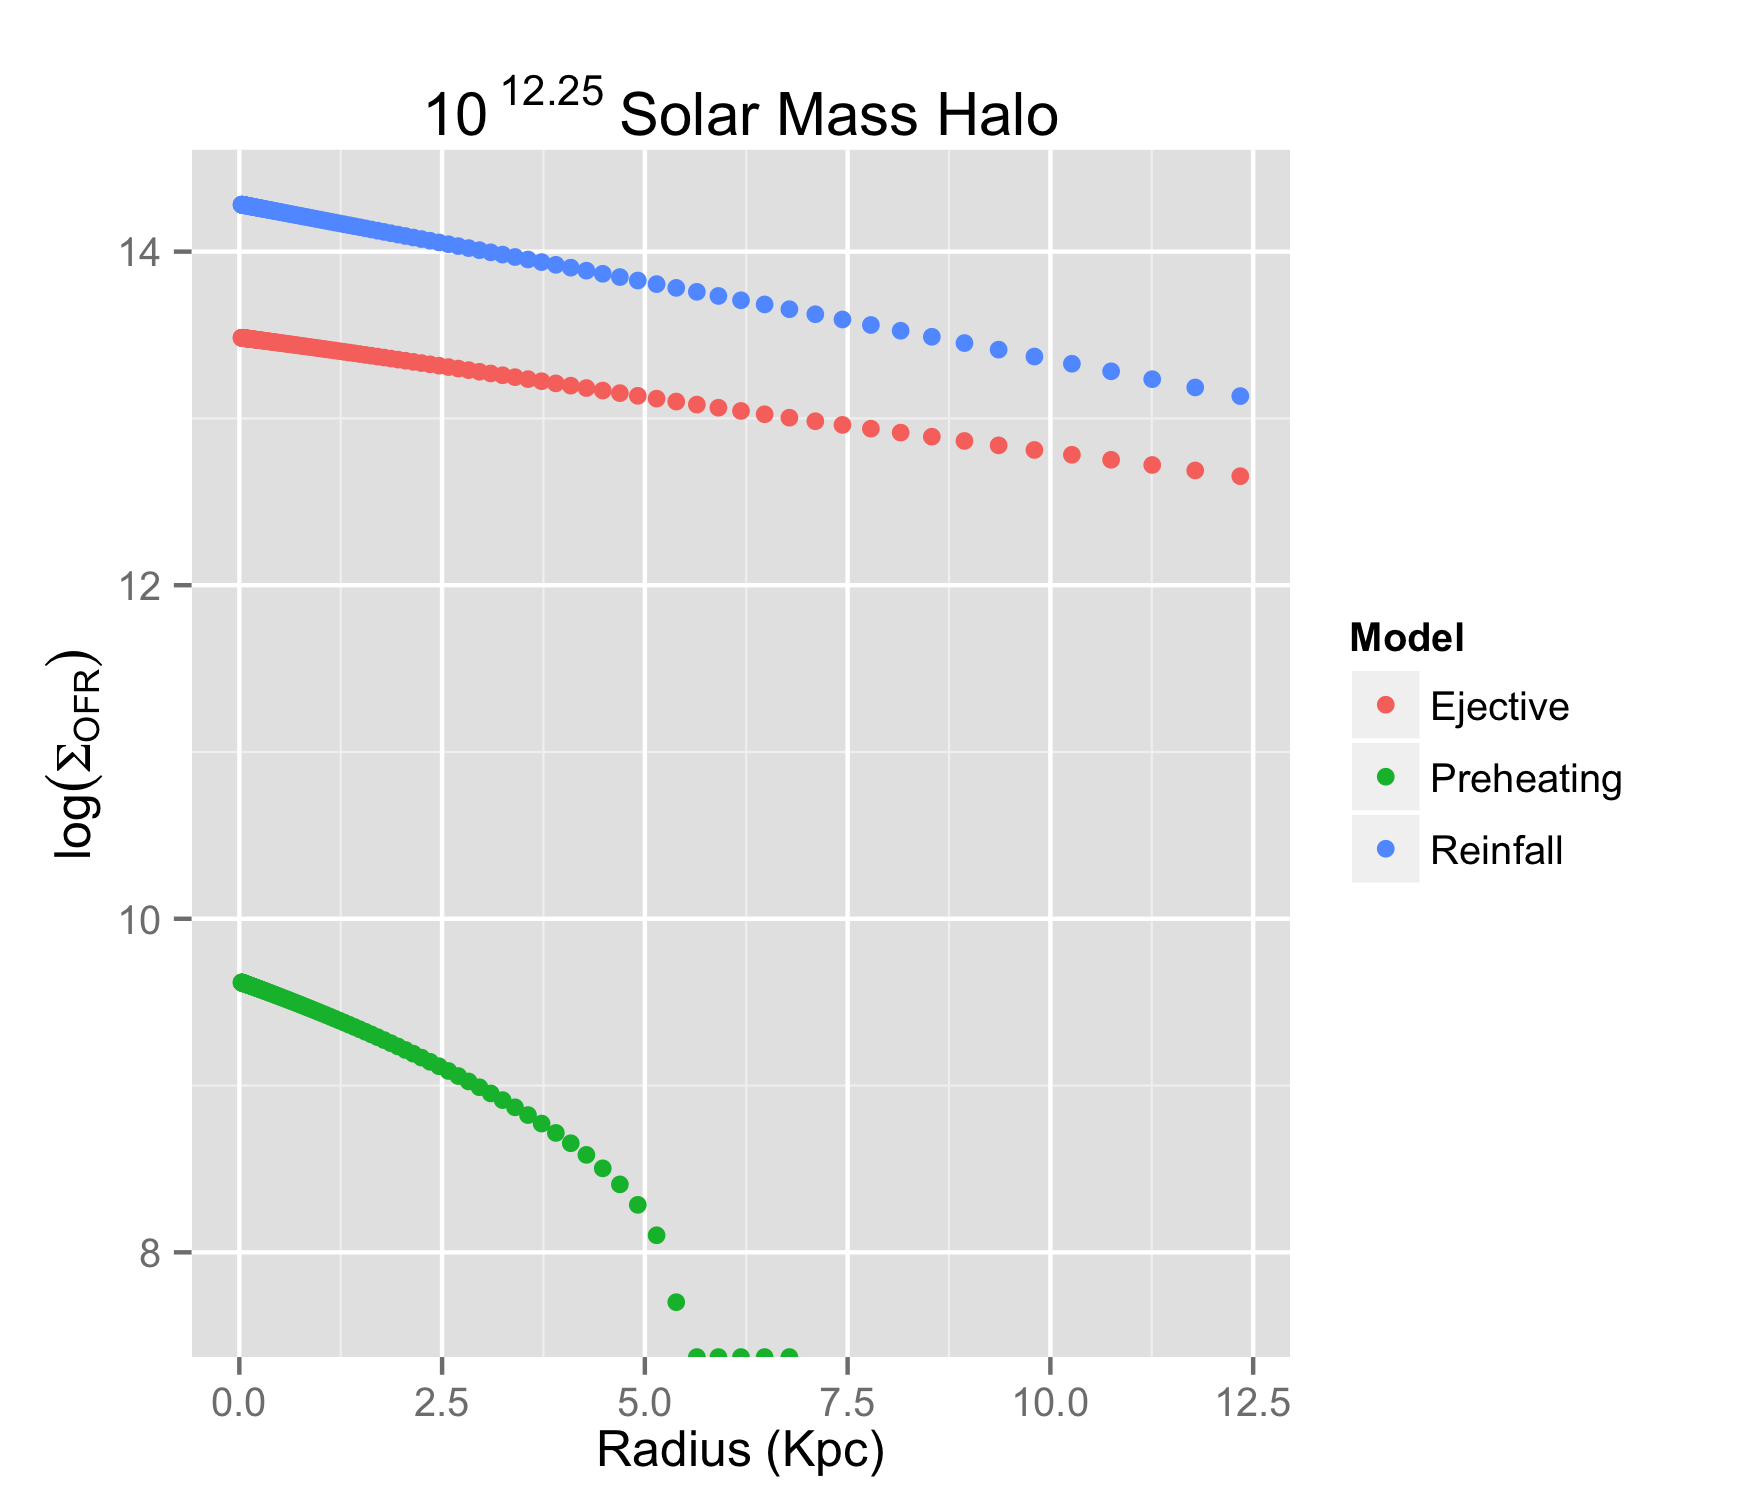 10 12.25 Solar Mass Halo
14
12
10
8
log(ΣOFR)
0.0 2.5 5.0 7.5 10.0 12.5
Radius (Kpc)
Model
Ejective
Preheating
Reinfall